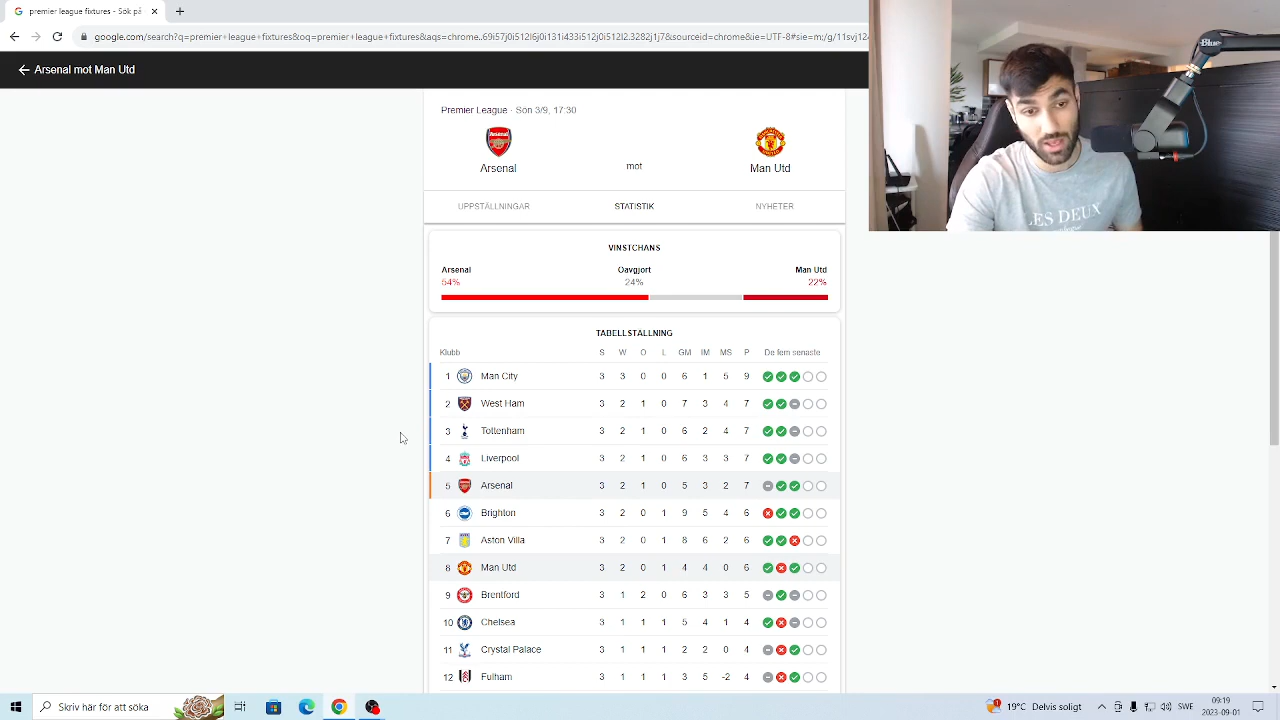 premier league fixtures - Sök på
google.com/search?q=premier+league+fixtures&oq=premier+league+fixtures&aqs=chrome..69i57j0i512l6j0i131i433i512j0i512l2.3282j1j7&sourceid=chrome&ie=UTF-8#sie=m;/g/11svj124
Arsenal mot Man Utd
Premier League · Sön 3/9, 17:30
Arsenal mot Man Utd
UPPSTÄLLNINGAR STATISTIK NYHETER
VINSTCHANS
Arsenal Oavgjort Man Utd
54% 24% 22%
TABELLSTÄLLNING
Klubb S W O L GM IM MS P De fem senaste
1 Man City 3 3 0 0 6 1 5 9
2 West Ham 3 2 1 0 7 3 4 7
3 Tottenham 3 2 1 0 6 2 4 7
4 Liverpool 3 2 1 0 6 3 3 7
5 Arsenal 3 2 1 0 5 3 2 7
6 Brighton 3 2 0 1 9 5 4 6
7 Aston Villa 3 2 0 1 8 6 2 6
8 Man Utd 3 2 0 1 4 4 0 6
9 Brentford 3 1 2 0 6 3 3 5
10 Chelsea 3 1 1 1 5 4 1 4
11 Crystal Palace 3 1 1 1 2 2 0 4
12 Fulham 3 1 1 1 3 5 -2 4
Blue
LES DEUX
Skriv här för att söka
19°C Delvis soligt
SWE
09:19
2023-09-01